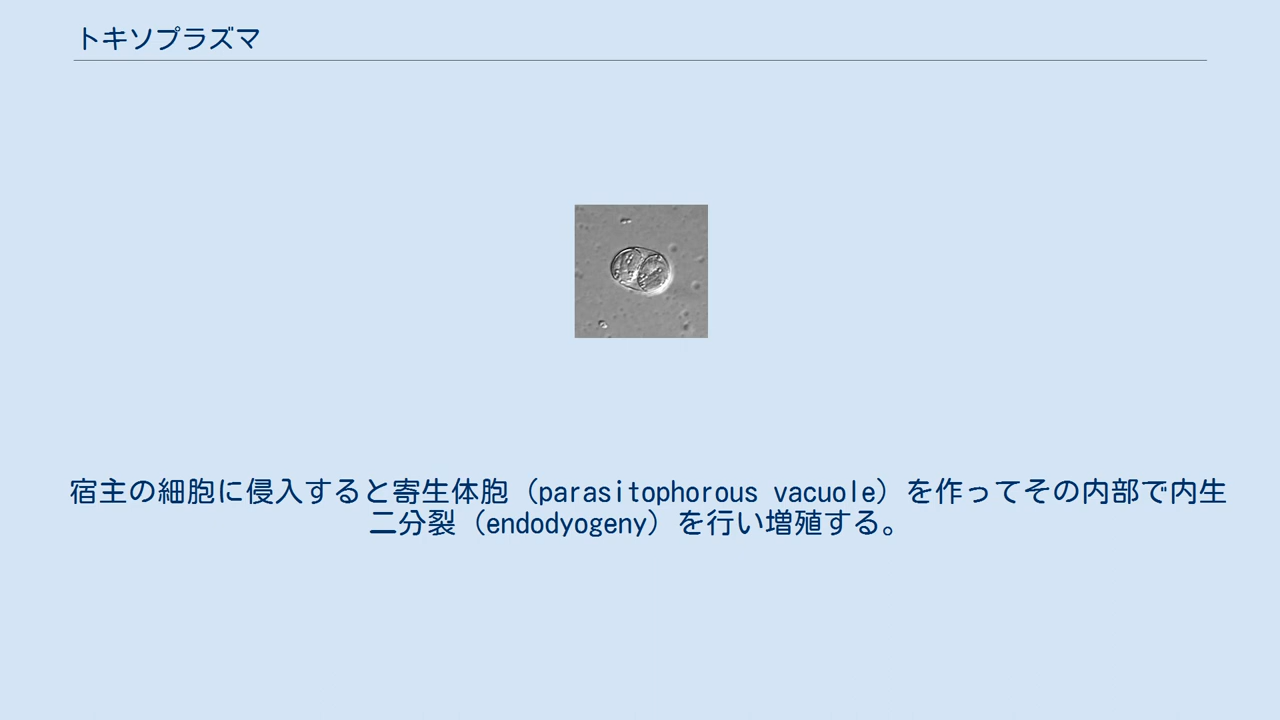 トキソプラズマ
宿主の細胞に侵入すると寄生体胞（parasitophorous vacuole）を作ってその内部で内生
二分裂（endodyogeny）を行い増殖する。